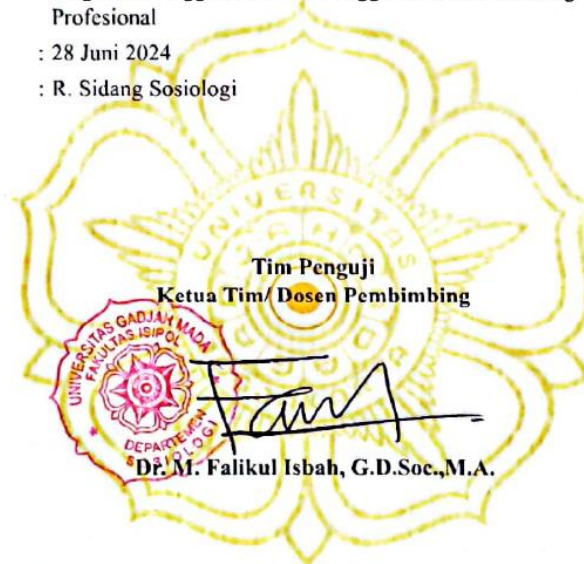 Profesional
: 28 Juni 2024
: R. Sidang Sosiologi
UNIVERSITAS
Tim Penguji
Ketua Tim/ Dosen Pembimbing
UNIVERSITAS GADJAH MADA
FAKULTAS ISIPOL
DEPARTEMEN
SOSIOLOGI
Dr. M. Falikul Isbah, G.D.Soc.,M.A.